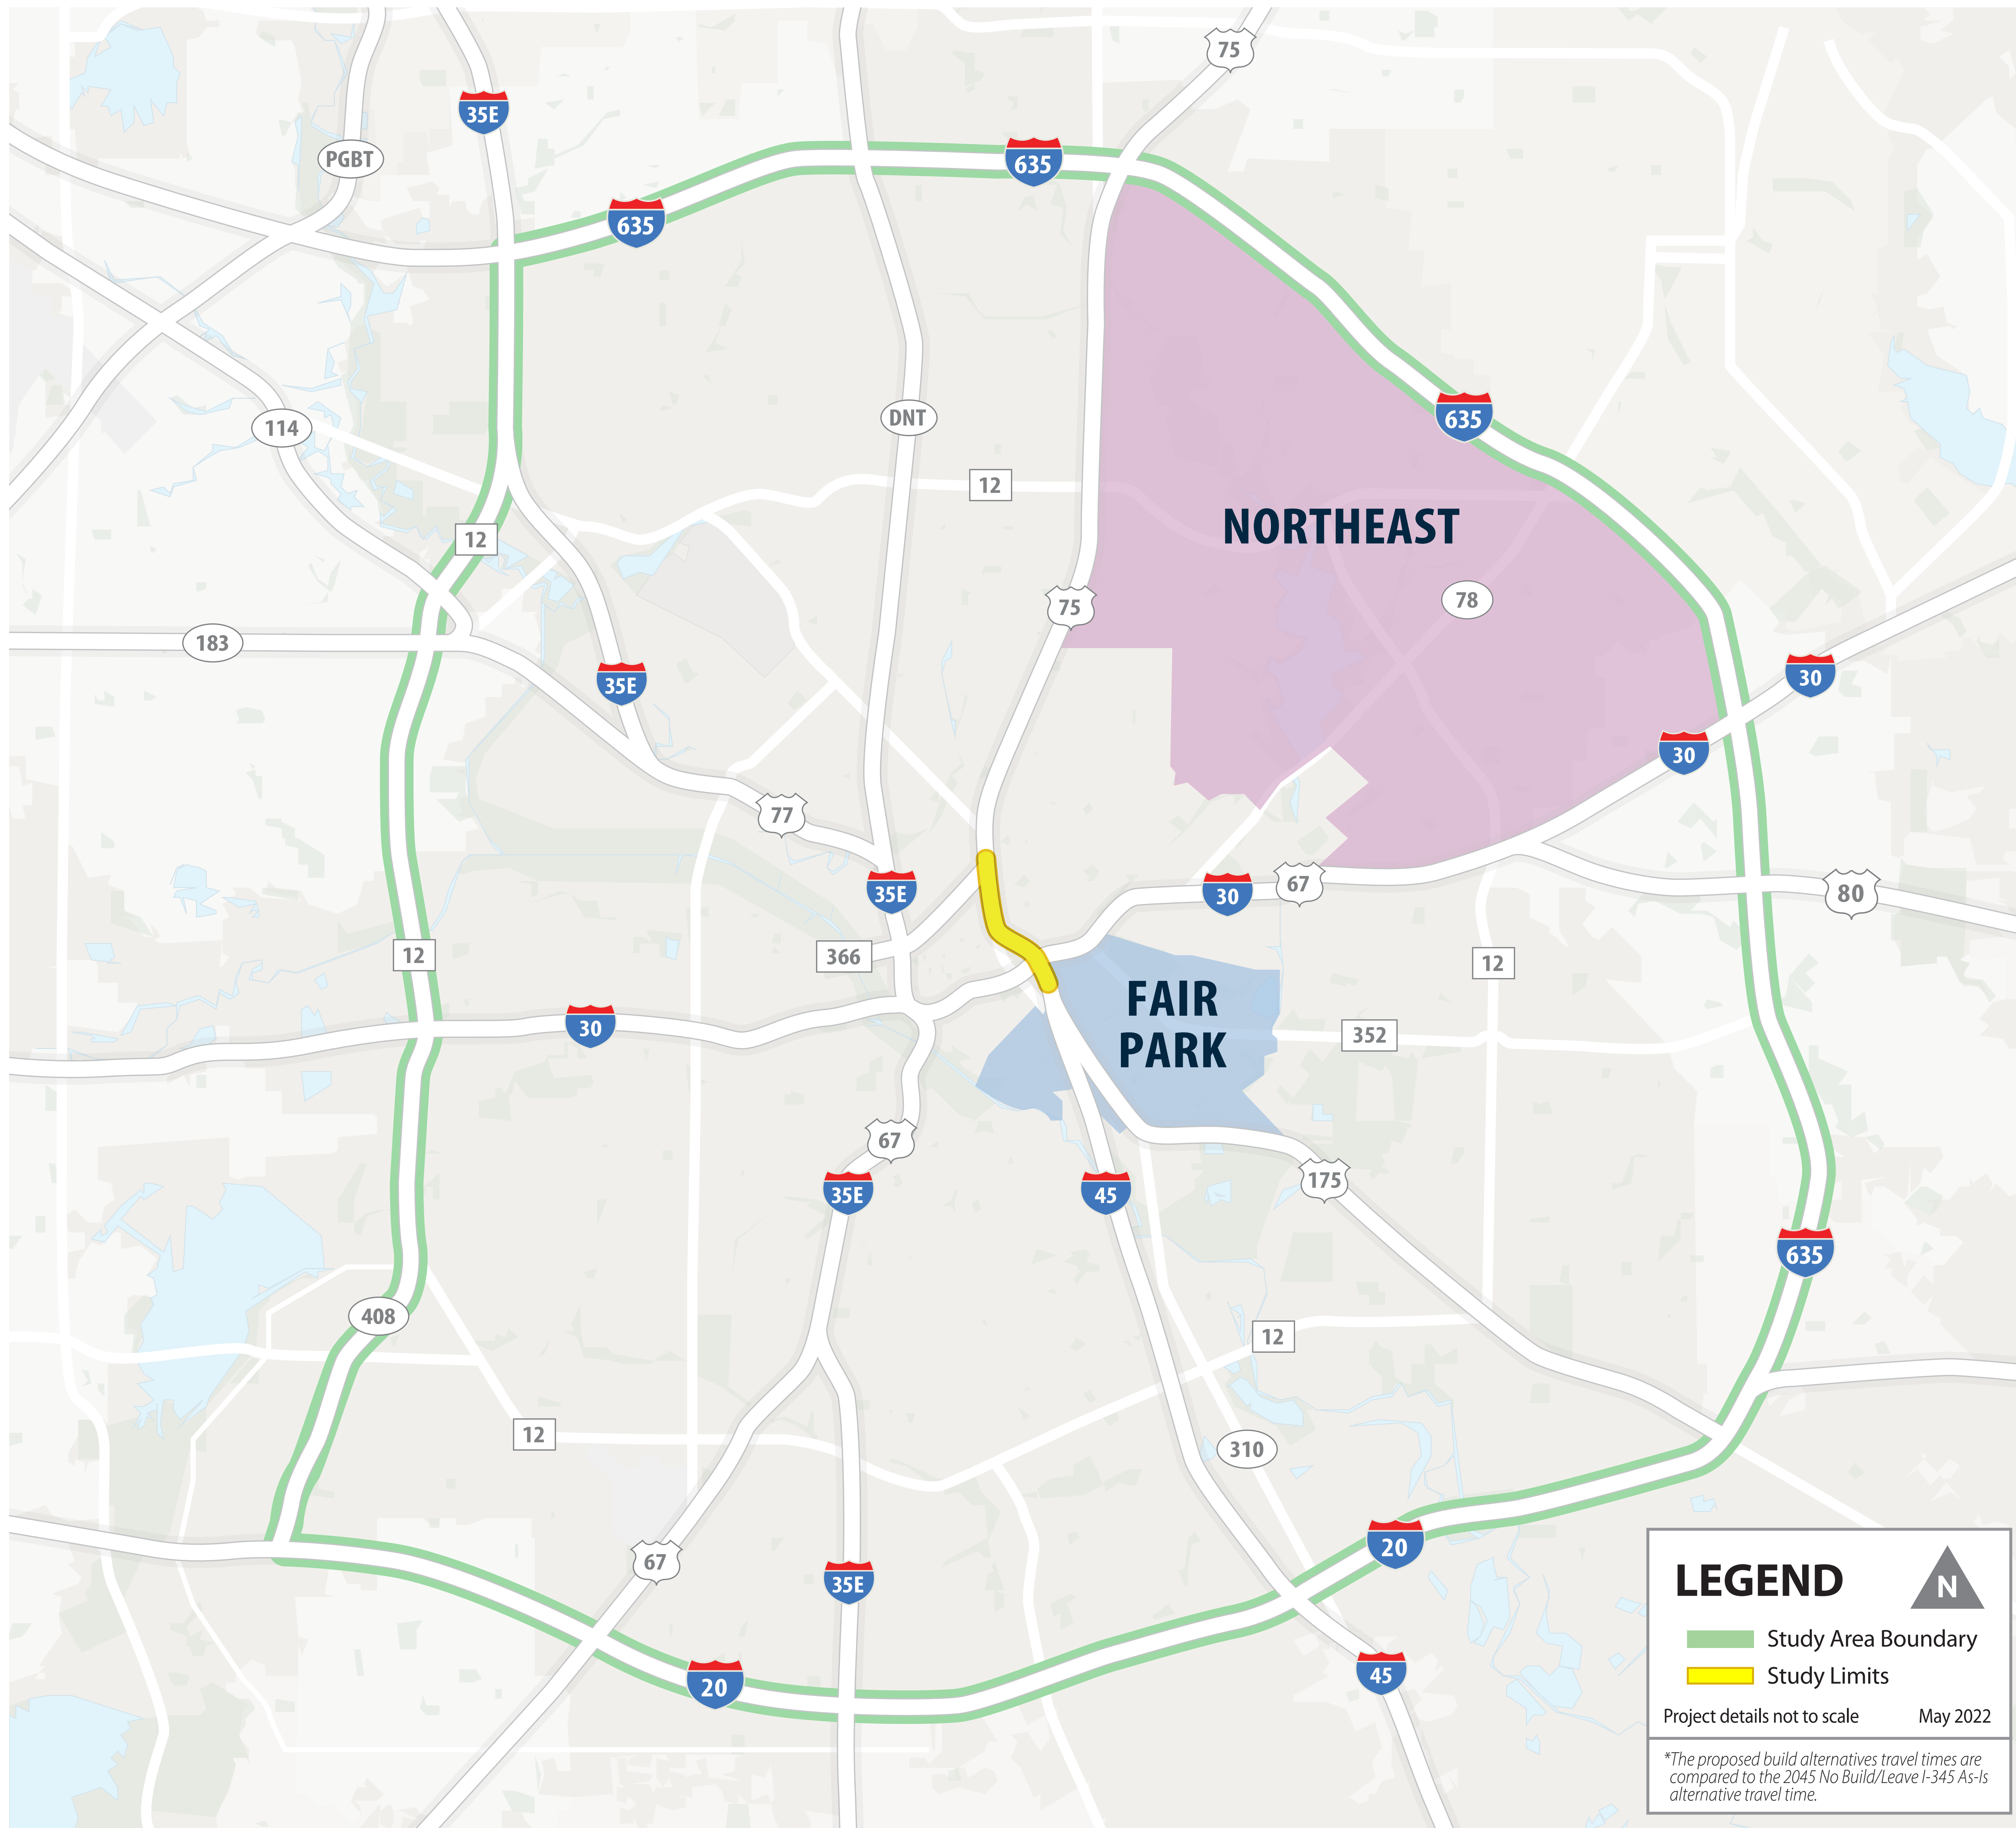 75
35E
PGBT
635
635
114
DNT
635
12
NORTHEAST
12
75
78
183
35E
30
30
77
35E
30
67
80
12
366
12
FAIR
PARK
30
352
67
35E
45
175
635
408
12
12
310
67
35E
20
20
45
LEGEND
N
Study Area Boundary
Study Limits
Project details not to scale May 2022
*The proposed build alternatives travel times are
compared to the 2045 No Build/Leave I-345 As-Is
alternative travel time.